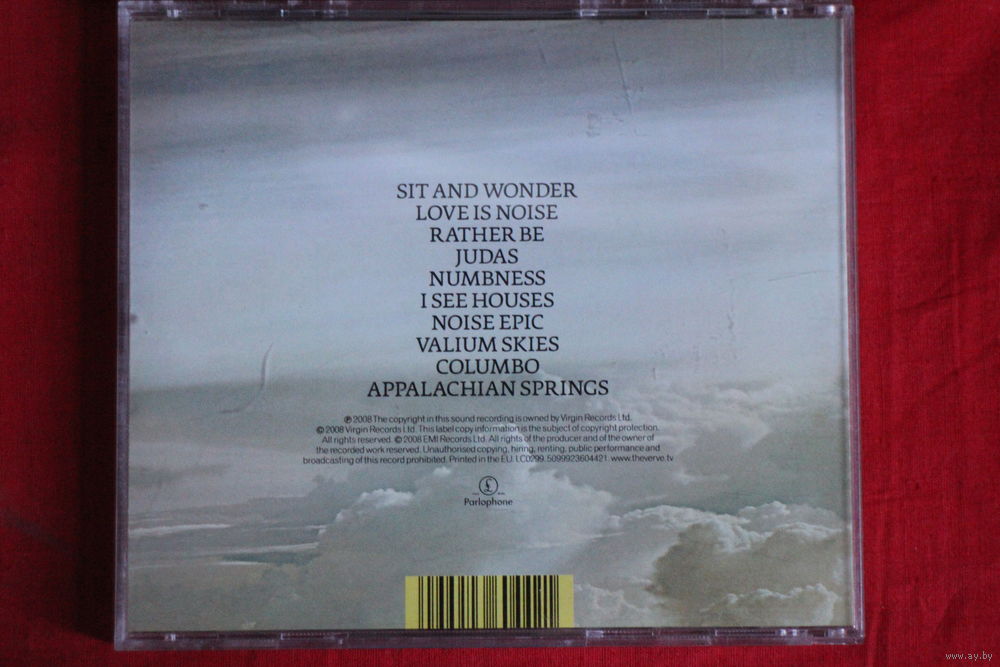 SIT AND WONDER
LOVE IS NOISE
RATHER BE
JUDAS
NUMBNESS
I SEE HOUSES
NOISE EPIC
VALIUM SKIES
COLUMBO
APPALACHIAN SPRINGS
℗ 2008 The copyright in this sound recording is owned by Virgin Records Ltd.
© 2008 Virgin Records Ltd. This label copy information is the subject of copyright protection.
All rights reserved. © 2008 EMI Records Ltd. All rights of the producer and of the owner of
the recorded work reserved. Unauthorised copying, hiring, renting, public performance and
broadcasting of this record prohibited. Printed in the EU. LC0299. 5099923604421. www.theverve.tv
£
Parlophone
www.ay.by